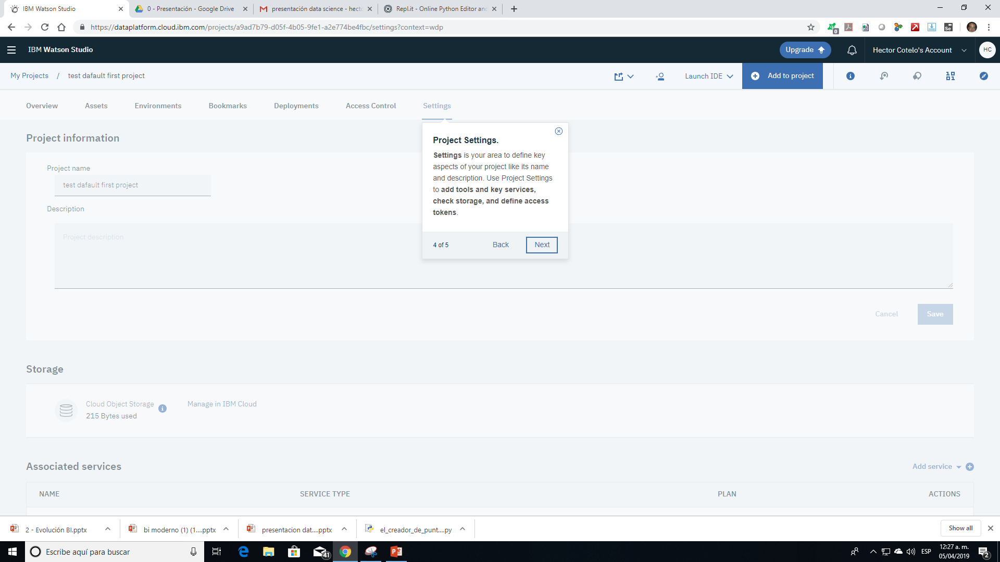 IBM Watson Studio
0 - Presentación - Google Drive
presentación data science - hect
Repl.it - Online Python Editor an
https://dataplatform.cloud.ibm.com/projects/a9ad7b79-d05f-4b05-9fe1-a2e774be4fbc/settings?context=wdp
0
Se
IBM Watson Studio
Upgrade
Hector Cotelo's Account
HC
My Projects / test dafault first project
Launch IDE
Add to project
Overview
Assets
Environments
Bookmarks
Deployments
Access Control
Settings
Project information
Project name
test dafault first project
Description
Project description
Project Settings.
Settings is your area to define key
aspects of your project like its name
and description. Use Project Settings
to add tools and key services,
check storage, and define access
tokens.
4 of 5
Back
Next
Cancel
Save
Storage
Cloud Object Storage
215 Bytes used
Manage in IBM Cloud
Associated services
Add service
NAME
SERVICE TYPE
PLAN
ACTIONS
2 - Evolución BI.pptx
bi moderno (1) (1....pptx
presentacion dat....pptx
el_creador_de_punt....py
Show all
Escribe aquí para buscar
41
ESP
12:27 a. m.
05/04/2019
2